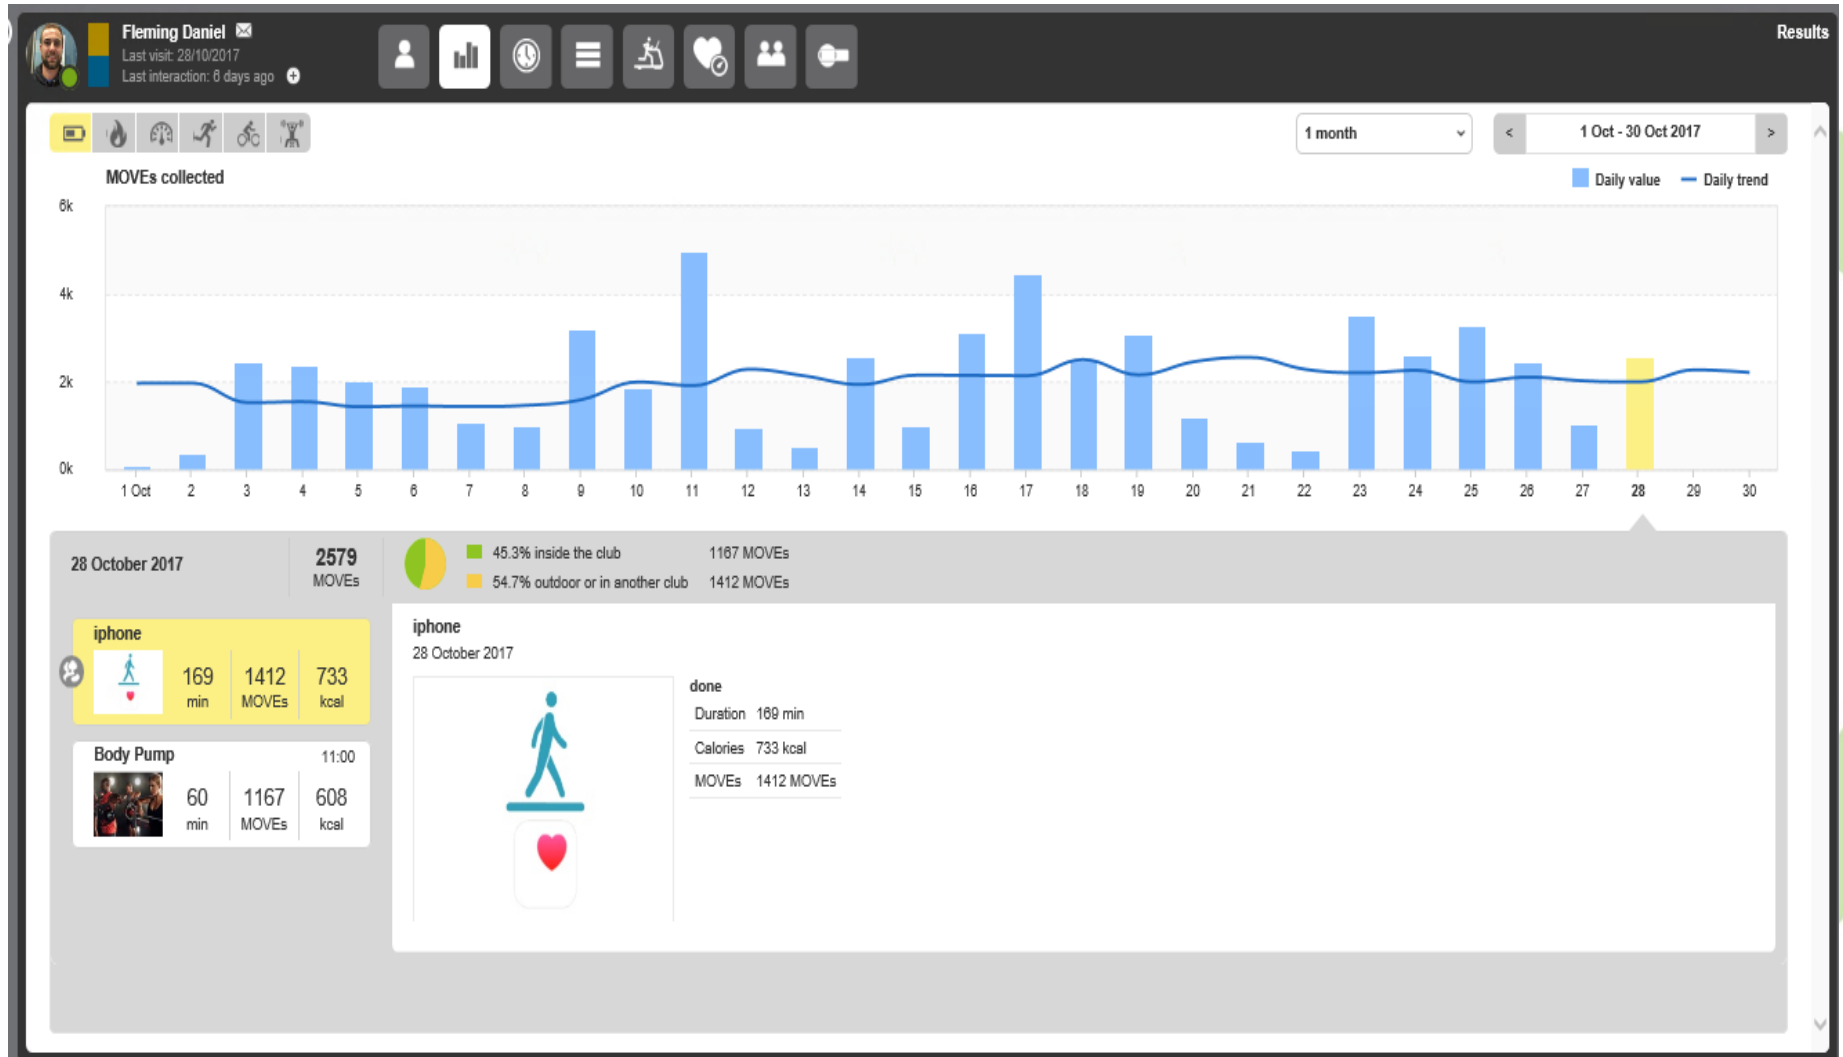 Fleming Daniel
Results
Last visit: 28/10/2017
Last interaction: 6 days ago
1 month
<
1 Oct - 30 Oct 2017
>
MOVEs collected
Daily value
Daily trend
6k
4k
2k
0k
1 Oct 2 3 4 5 6 7 8 9 10 11 12 13 14 15 16 17 18 19 20 21 22 23 24 25 26 27 28 29 30
28 October 2017
2579
MOVEs
45.3% inside the club 1167 MOVEs
54.7% outdoor or in another club 1412 MOVEs
iphone
169 1412 733
min MOVEs kcal
Body Pump 11:00
60 1167 608
min MOVEs kcal
iphone
28 October 2017
done
Duration 169 min
Calories 733 kcal
MOVEs 1412 MOVEs